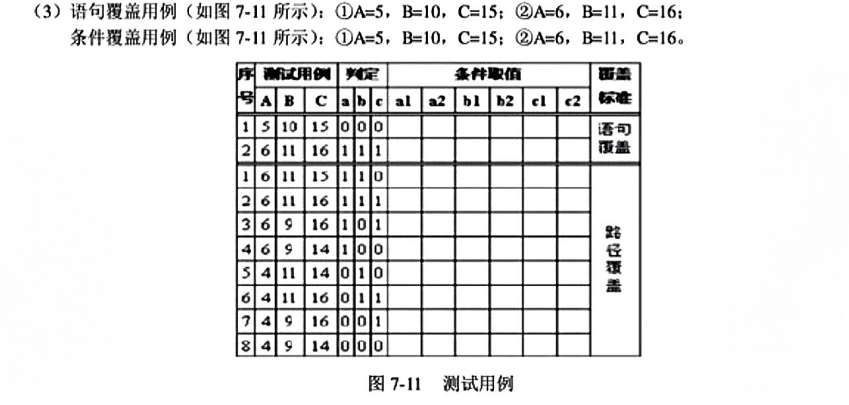 （3）语句覆盖用例（如图 7-11 所示）：①A=5，B=10，C=15；②A=6，B=11，C=16；
条件覆盖用例（如图 7-11 所示）：①A=5，B=10，C=15；②A=6，B=11，C=16。
序号 测试用例 判定 条件取值 覆盖标准
A B C a b c a1 a2 b1 b2 c1 c2
1 5 10 15 0 0 0 语句覆盖
2 6 11 16 1 1 1
1 6 11 15 1 1 0 路径覆盖
2 6 11 16 1 1 1
3 6 9 16 1 0 1
4 6 9 14 1 0 0
5 4 11 14 0 1 0
6 4 11 16 0 1 1
7 4 9 16 0 0 1
8 4 9 14 0 0 0
图 7-11 测试用例